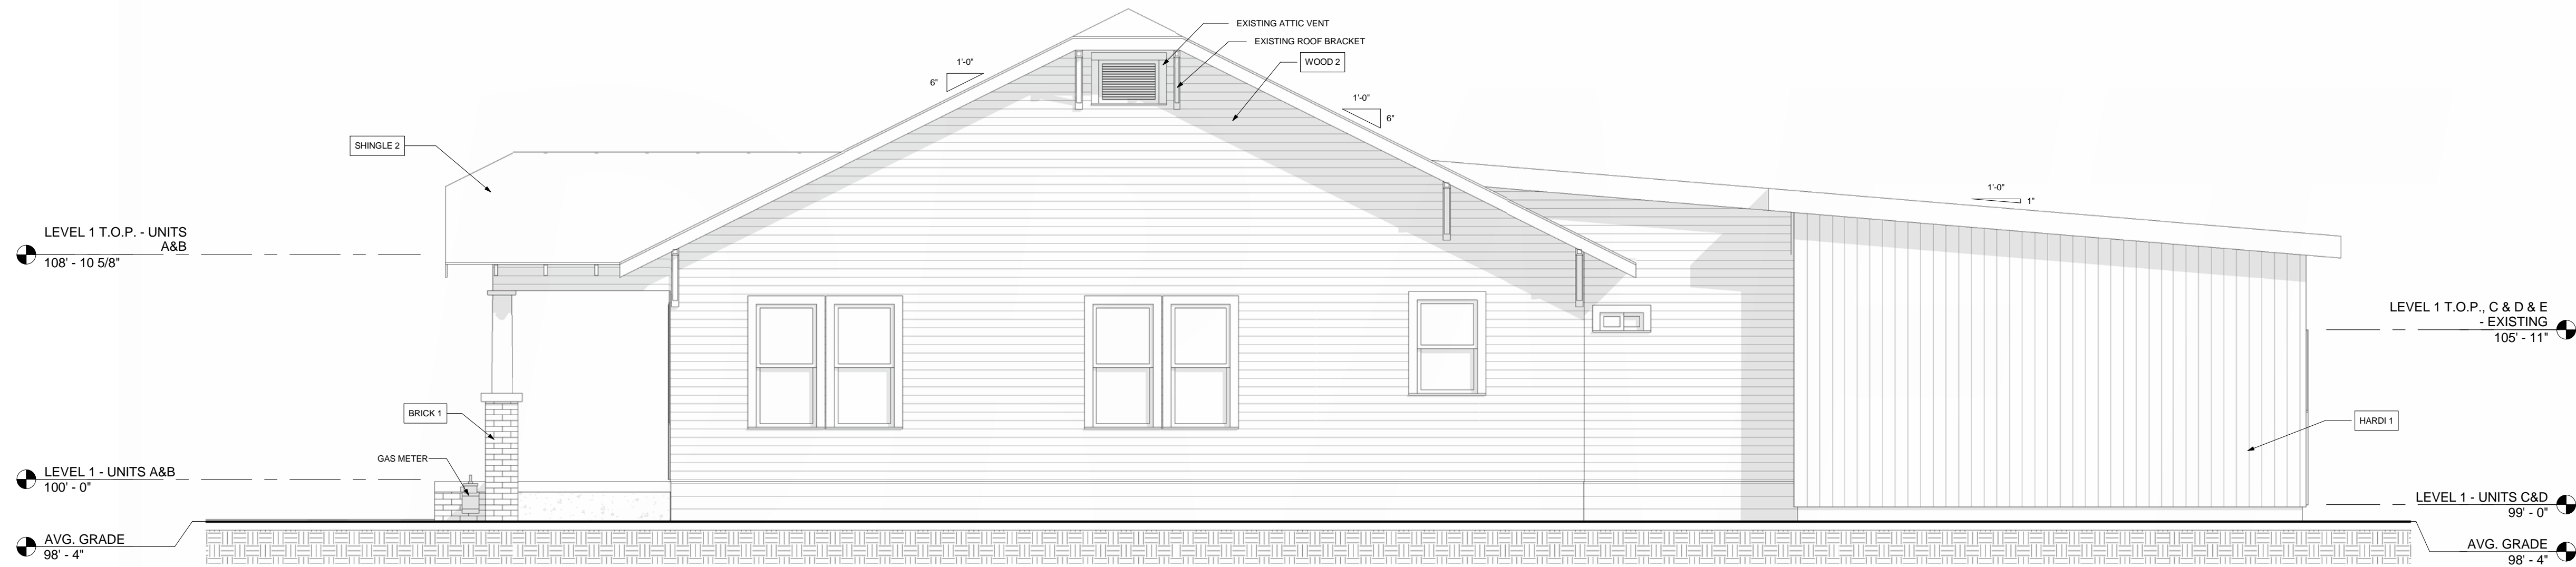 EXISTING ATTIC VENT
EXISTING ROOF BRACKET
WOOD 2
1'-0"
6"
1'-0"
6"
SHINGLE 2
1'-0"
1"
LEVEL 1 T.O.P. - UNITS
A&B
108' - 10 5/8"
LEVEL 1 T.O.P., C & D & E
- EXISTING
105' - 11"
BRICK 1
HARDI 1
GAS METER
LEVEL 1 - UNITS A&B
100' - 0"
LEVEL 1 - UNITS C&D
99' - 0"
AVG. GRADE
98' - 4"
AVG. GRADE
98' - 4"